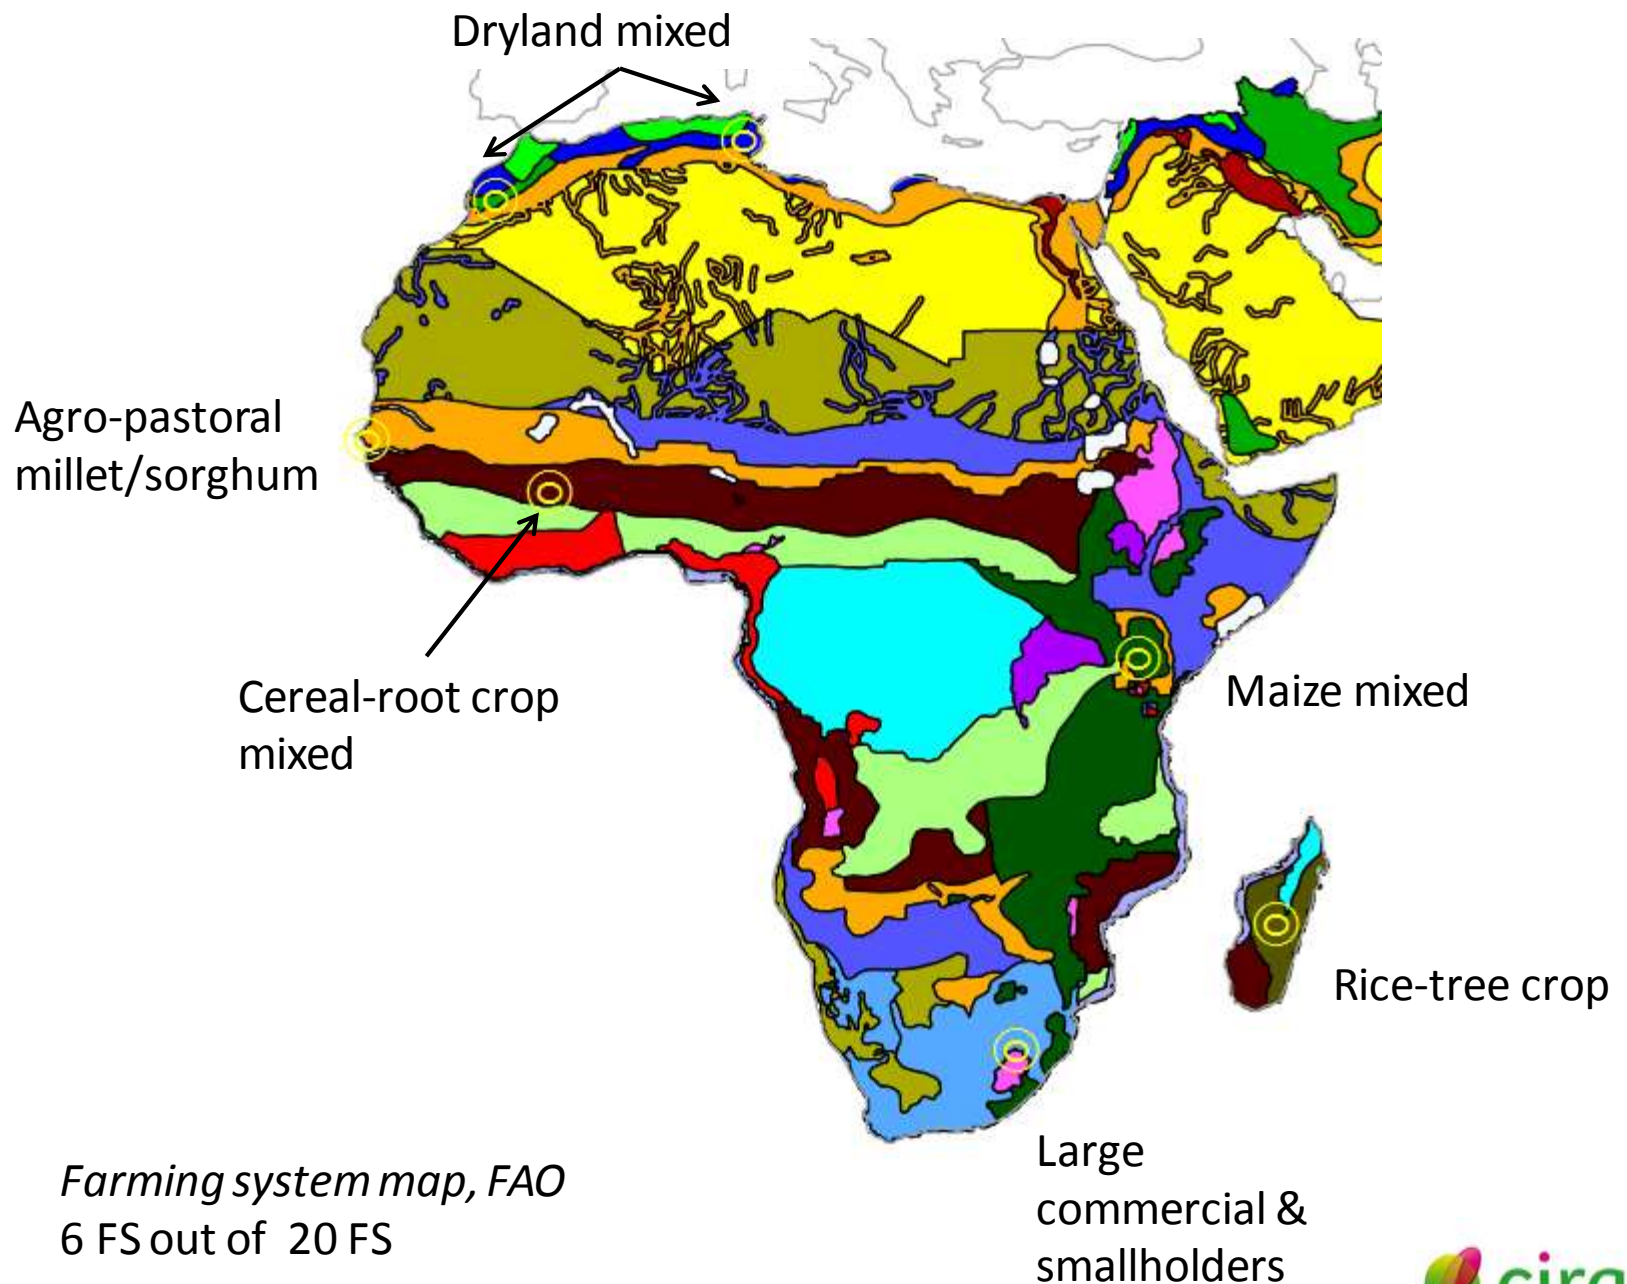 Dryland mixed
Agro-pastoral
millet/sorghum
Cereal-root crop
mixed
Maize mixed
Rice-tree crop
Large
commercial &
smallholders
Farming system map, FAO
6 FS out of 20 FS